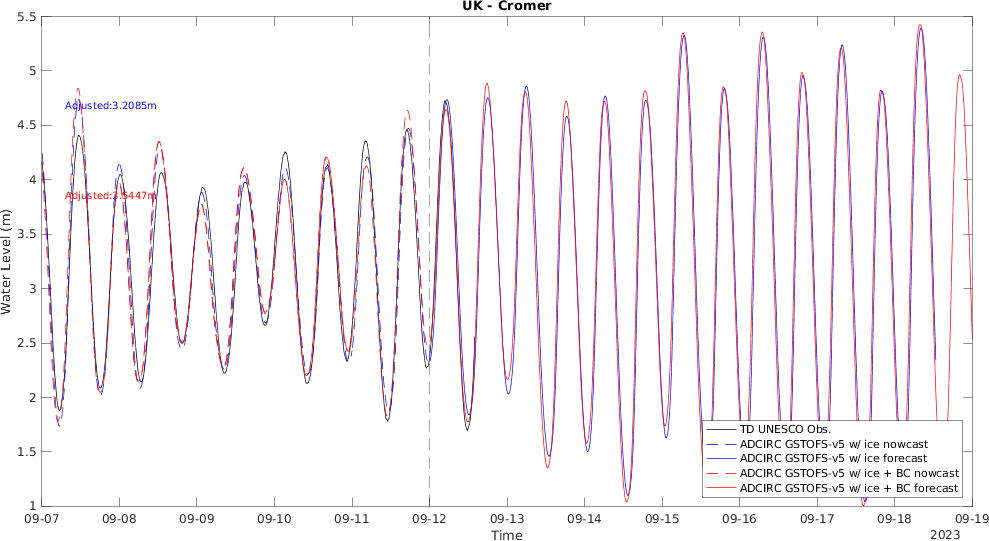 UK - Cromer
5.5
5
4.5
4
3.5
3
2.5
2
1.5
1
Water Level (m)
Adjusted:3.2085m
TD UNESCO Obs.
ADCIRC GSTOFS-v5 w/ ice nowcast
ADCIRC GSTOFS-v5 w/ ice forecast
ADCIRC GSTOFS-v5 w/ ice + BC nowcast
ADCIRC GSTOFS-v5 w/ ice + BC forecast
09-07 09-08 09-09 09-10 09-11 09-12 09-13 09-14 09-15 09-16 09-17 09-18 09-19
Time
2023